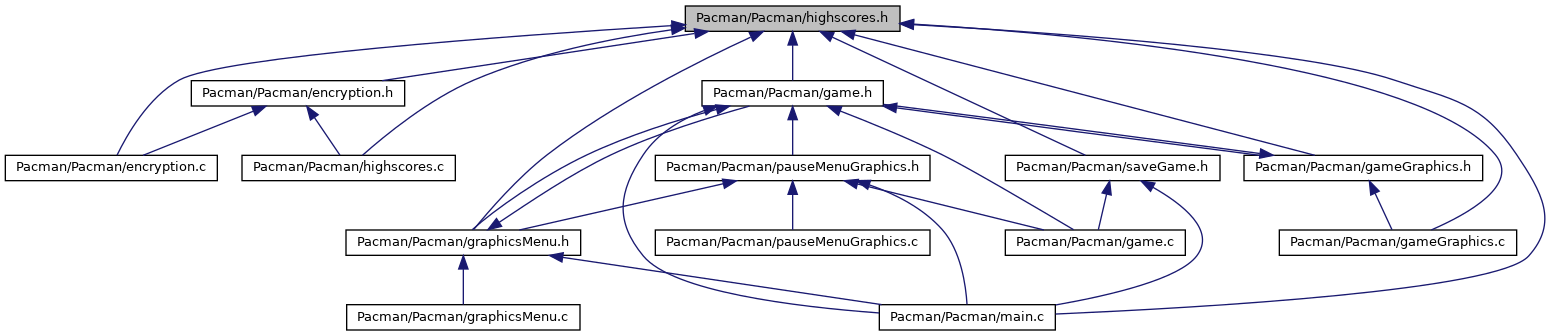 Pacman/Pacman/highscores.h
Pacman/Pacman/encryption.h
Pacman/Pacman/game.h
Pacman/Pacman/encryption.c
Pacman/Pacman/highscores.c
Pacman/Pacman/pauseMenuGraphics.h
Pacman/Pacman/saveGame.h
Pacman/Pacman/gameGraphics.h
Pacman/Pacman/graphicsMenu.h
Pacman/Pacman/pauseMenuGraphics.c
Pacman/Pacman/game.c
Pacman/Pacman/gameGraphics.c
Pacman/Pacman/graphicsMenu.c
Pacman/Pacman/main.c